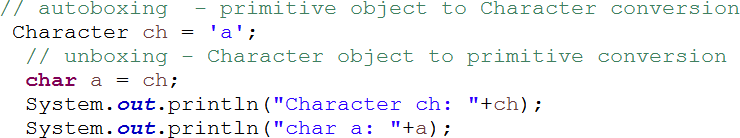 // autoboxing  – primitive object to Character conversion
Character ch = 'a';
// unboxing – Character object to primitive conversion
char a = ch;
System.out.println("Character ch: "+ch);
System.out.println("char a: "+a);